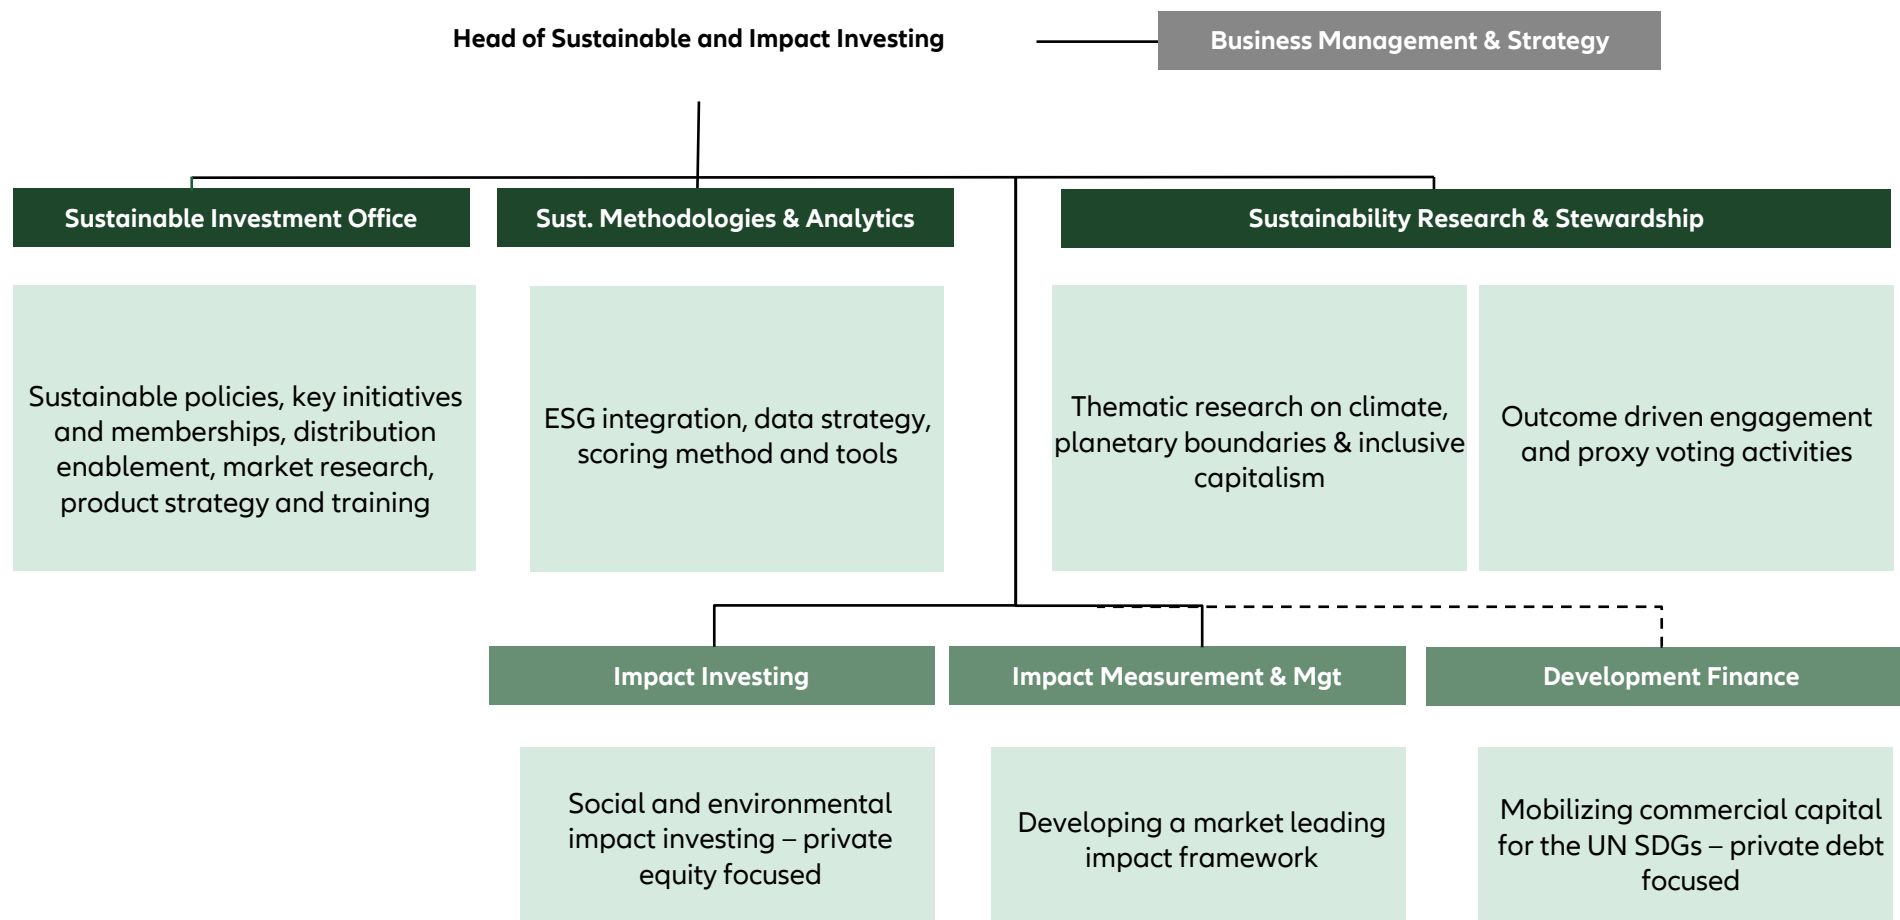 Head of Sustainable and Impact Investing
Business Management & Strategy
Sustainable Investment Office
Sust. Methodologies & Analytics
Sustainability Research & Stewardship
Sustainable policies, key initiatives
and memberships, distribution
enablement, market research,
product strategy and training
ESG integration, data strategy,
scoring method and tools
Thematic research on climate,
planetary boundaries & inclusive
capitalism
Outcome driven engagement
and proxy voting activities
Impact Investing
Impact Measurement & Mgt
Development Finance
Social and environmental
impact investing – private
equity focused
Developing a market leading
impact framework
Mobilizing commercial capital
for the UN SDGs – private debt
focused